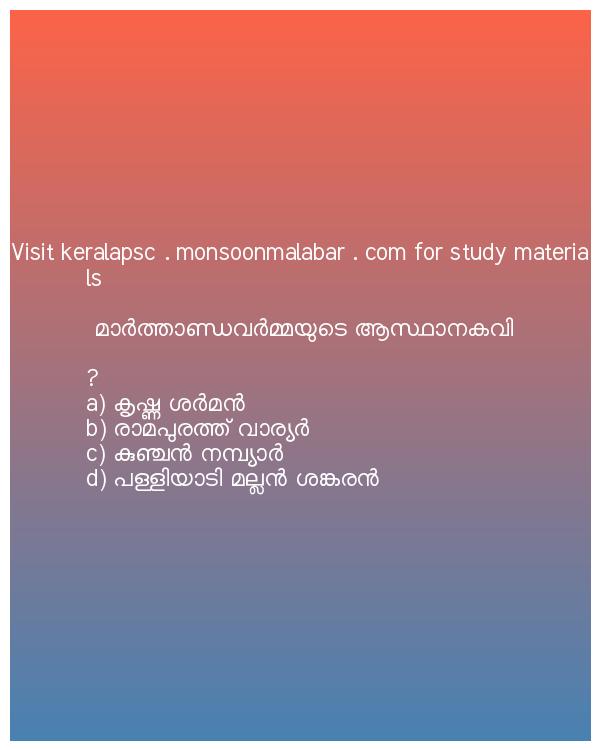 Visit keralapsc . monsoonmalabar . com for study materia
ls
മാർത്താണ്ഡവർമ്മയുടെ ആസ്ഥാനകവി
?
a) കൃഷ്ണ ശർമൻ
b) രാമപുരത്ത് വാര്യർ
c) കുഞ്ചൻ നമ്പ്യാർ
d) പള്ളിയാടി മല്ലൻ ശങ്കരൻ